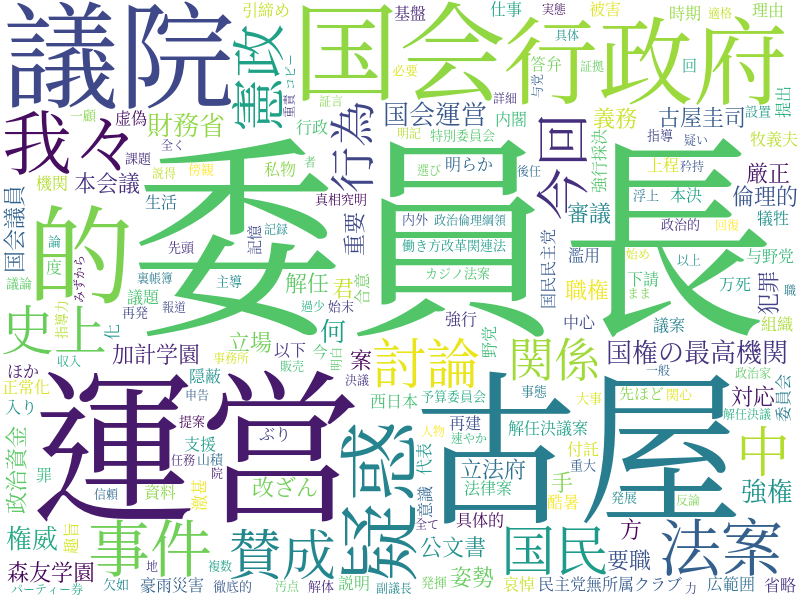 議院
国会
行政府
憲政
引締め
基盤
仕事
実態
被害
時期
適格
理由
重責
コピー
必要
具体
証拠
答弁
与党
回
提出
一顧
虚偽
証言
詳細
設置
我々
財務省
行政
行為
国会運営
義務
古屋圭司
明記
特別委員会
内閣
今回
指導
疑い
牧義夫
課題
全く
説得
傍観
私物
者
明らか
選び
後任
強行採決
上程
矜持
厳正
国会議員
機関
本会議
真相究明
浮上
本決
倫理的
的
委員長
生活
先頭
記憶
記録
重要
内外
政治倫理綱領
審議
政治的
回復
犠牲
働き方改革関連法
国民民主党
始め
濫用
以上
与野党
議論
論
度
みずから
裏帳簿
主導
解任
君
合意
カジノ法案
職権
下請
まま
万死
犯罪
職
史上
化
指導力
議題
再発
報道
過少
始末
何
強行
中心
議案
組織
ほか
加計学園
立場
以下
今
案
野党
討論
関係
国権の最高機関
正常化
収入
事務所
販売
明白
決議
一般
政治家
入り
隠蔽
申告
西日本
予算委員会
事態
先ほど
関心
対応
委員会
運営
古屋
提案
ぶり
疑惑
代表
再建
速やか
人物
解任決議案
大事
解任決議
政治資金
罪
支援
任務
山積
院
立法府
付託
重大
中
信頼
資料
激甚
改ざん
意識
法律案
手
酷暑
発展
反論
強権
権威
趣旨
事件
賛成
全て
具体的
国民
方
法案
公文書
要職
森友学園
地
複数
説明
発揮
姿勢
哀悼
パーティー券
欠如
豪雨災害
徹底的
汚点
解体
副議長
民主党無所属クラブ
力
広範囲
省略